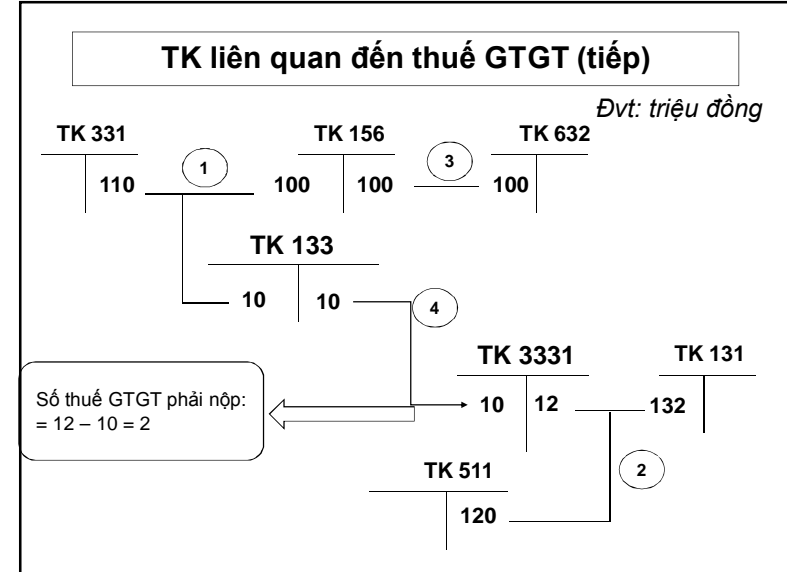 TK liên quan đến thuế GTGT (tiếp)
Đvt: triệu đồng
TK 331 TK 156 TK 632
1 3
110 100 100 100
TK 133
10 10 4
TK 3331 TK 131
Số thuế GTGT phải nộp:
= 12 – 10 = 2
10 12 132
TK 511 2
120